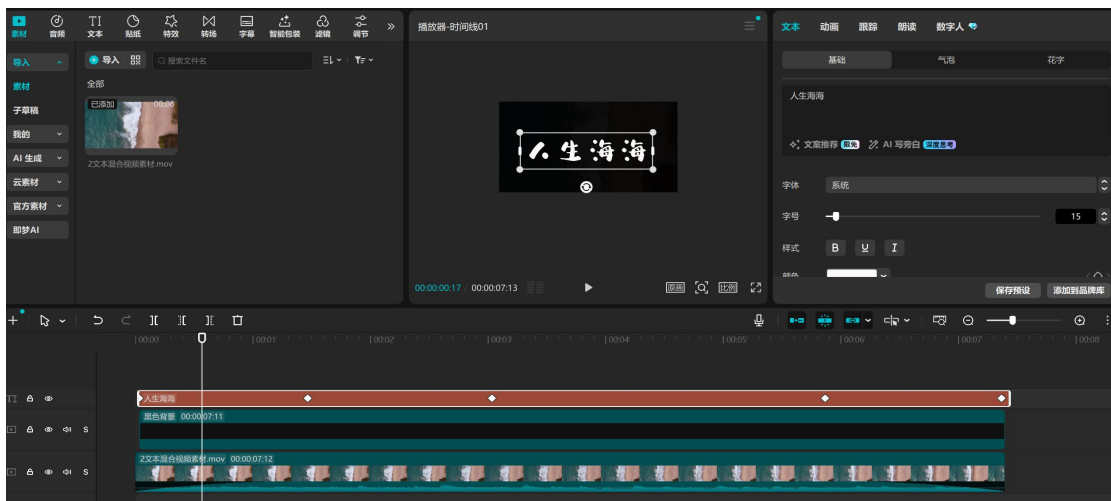 素材 音频 TI 文本 贴纸 特效 转场 字幕 智能包装 滤镜 调节 »
导入
素材
子草稿
我的
AI 生成
云素材
官方素材
即梦AI
导入 搜索文件名
全部
已添加 00:08
2文本混合视频素材.mov
播放器-时间线01
人生海海
00:00:00:17 / 00:00:07:13 原画 比例
文本 动画 跟踪 朗读 数字人
基础 气泡 花字
人生海海
文案推荐 限免 AI 写旁白 深度思考
字体 系统
字号 15
样式 B U I
颜色
保存预设 添加到品牌库
00:00 00:01 00:02 00:03 00:04 00:05 00:06 00:07 00:08
TI 人生海海
黑色背景 00:00:07:11
S
2文本混合视频素材.mov 00:00:07:12
S